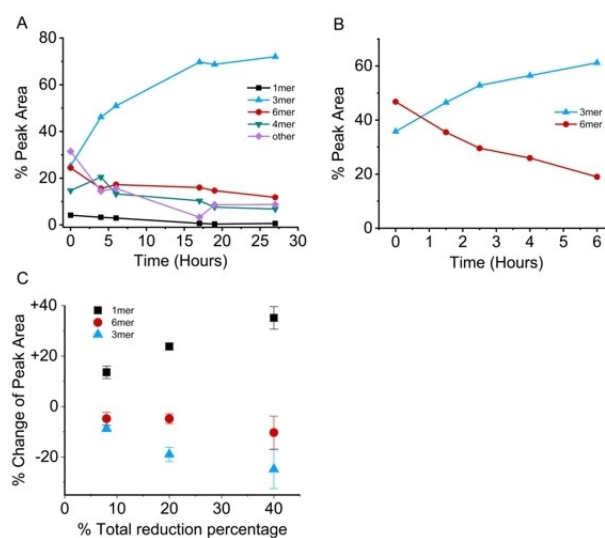 A
80
60
40
20
0
% Peak Area
1mer
3mer
6mer
4mer
other
0 5 10 15 20 25 30
Time (Hours)
B
60
40
20
0
% Peak Area
3mer
6mer
0 1 2 3 4 5 6
Time (Hours)
C
+40
+20
0
-20
% Change of Peak Area
1mer
6mer
3mer
0 10 20 30 40
% Total reduction percentage